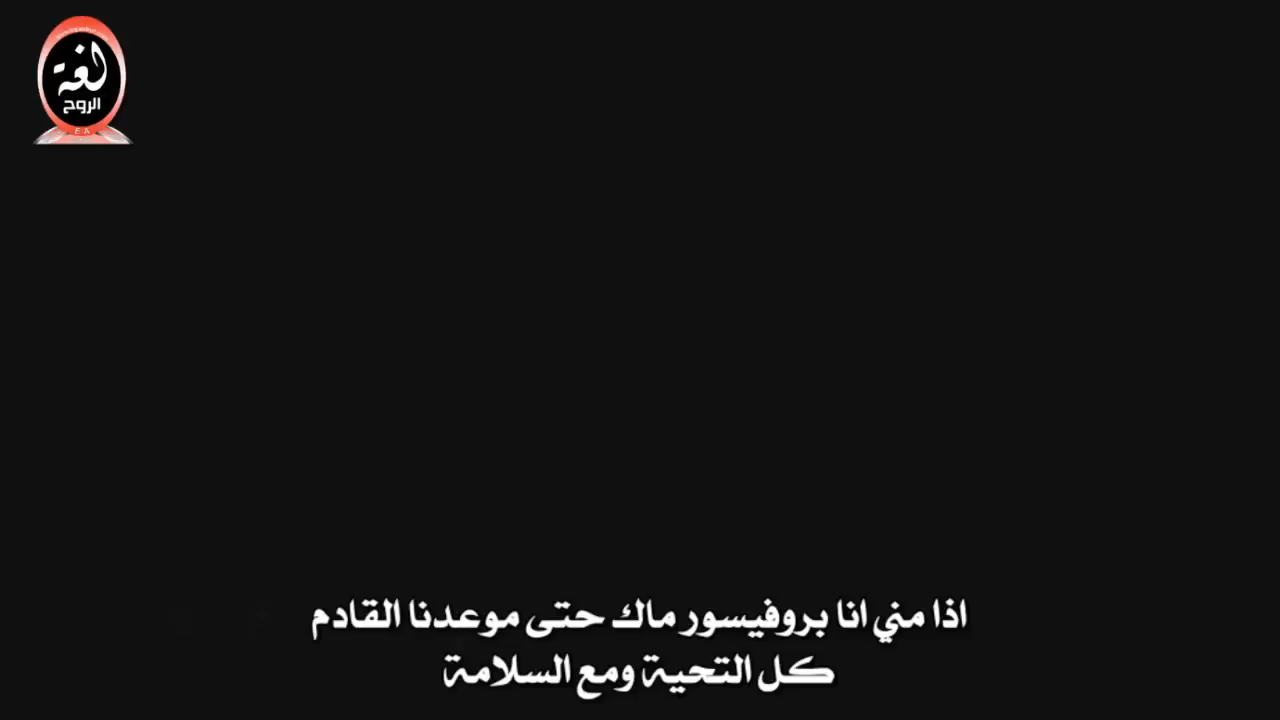 لغة
الروح
E A
اذا مني انا بروفيسور ماك حتى موعدنا القادم
كل التحية ومع السلامة